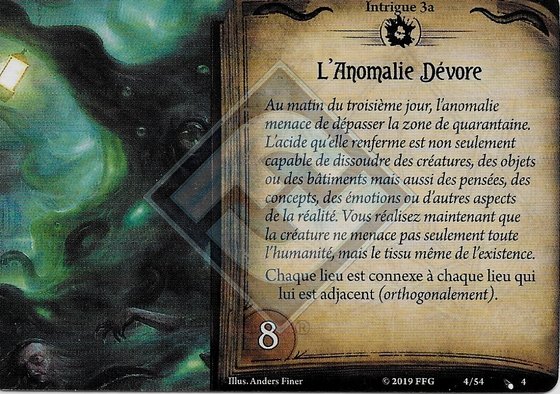 Intrigue 3a
L'Anomalie Dévore
Au matin du troisième jour, l'anomalie
menace de dépasser la zone de quarantaine.
L'acide qu'elle renferme est non seulement
capable de dissoudre des créatures, des objets
ou des bâtiments mais aussi des pensées, des
concepts, des émotions ou d'autres aspects
de la réalité. Vous réalisez maintenant que
la créature ne menace pas seulement toute
l'humanité, mais le tissu même de l'existence.
Chaque lieu est connexe à chaque lieu qui
lui est adjacent (orthogonalement).
8
Illus. Anders Finer
© 2019 FFG
4/54
4